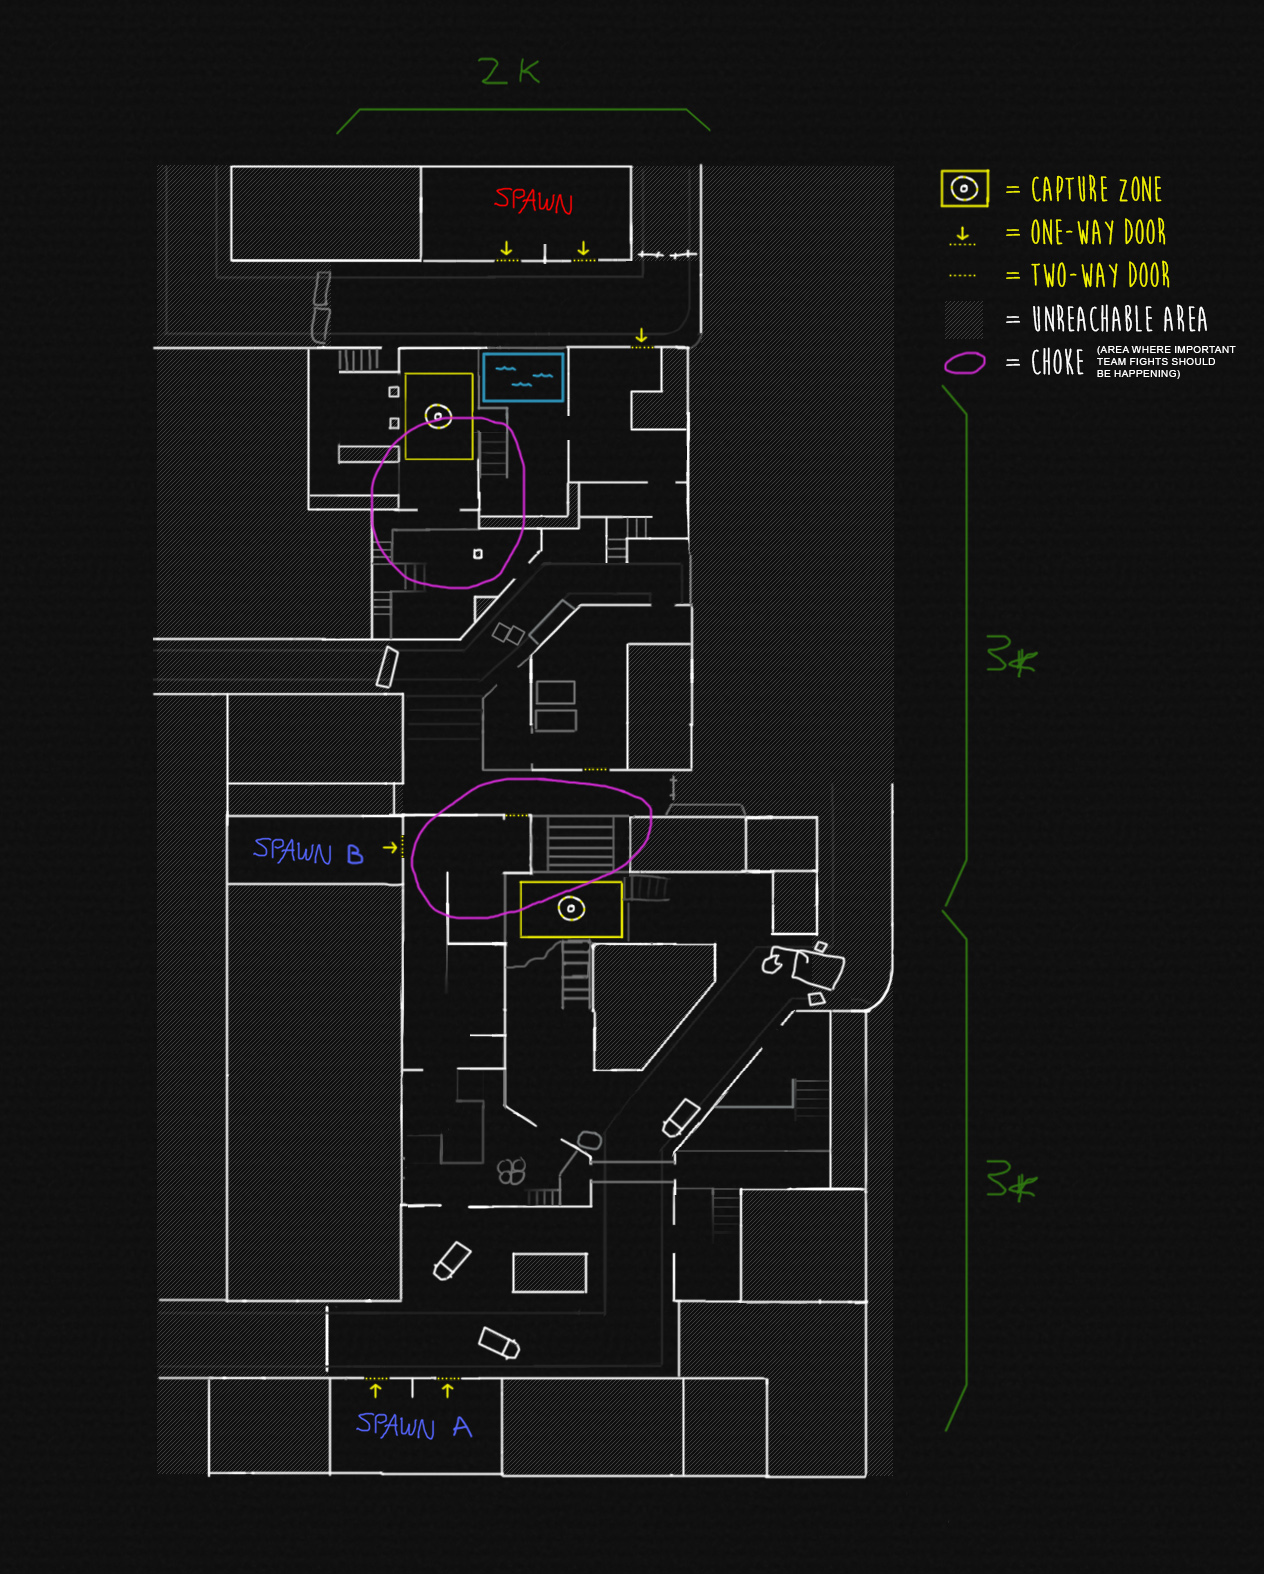 2K
SPAWN
= CAPTURE ZONE
= ONE-WAY DOOR
= TWO-WAY DOOR
= UNREACHABLE AREA
= CHOKE (AREA WHERE IMPORTANT
TEAM FIGHTS SHOULD
BE HAPPENING)
3K
SPAWN B
3K
SPAWN A